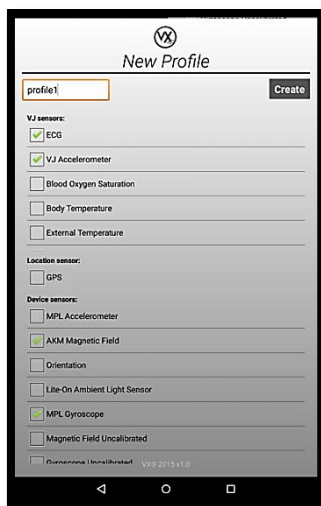 VX
New Profile
profile1
Create
VJ sensors:
ECG
VJ Accelerometer
Blood Oxygen Saturation
Body Temperature
External Temperature
Location sensor:
GPS
Device sensors:
MPL Accelerometer
AKM Magnetic Field
Orientation
Lite-On Ambient Light Sensor
MPL Gyroscope
Magnetic Field Uncalibrated
Gyroscope Uncalibrated
VX® 2015 v1.0